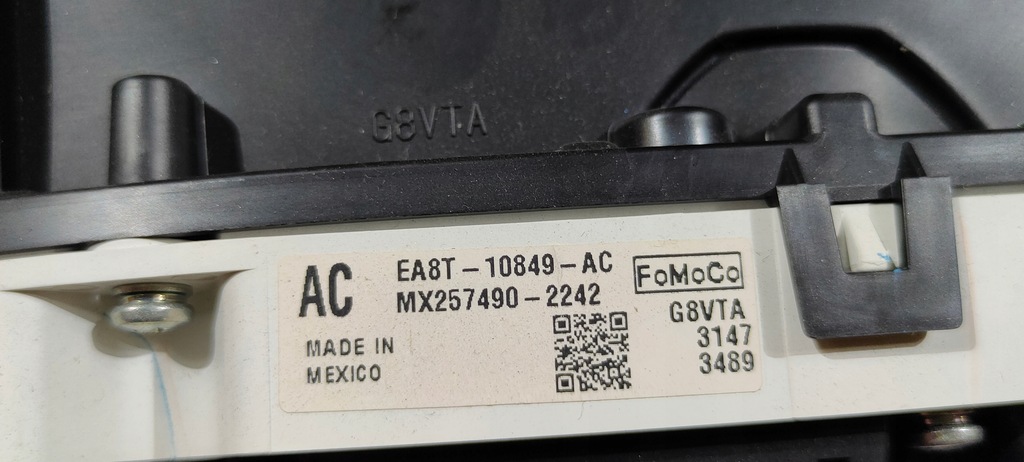 G8VTA
AC
EA8T-10849-AC
MX257490-2242
FoMoCo
G8VTA
3147
3489
MADE IN
MEXICO